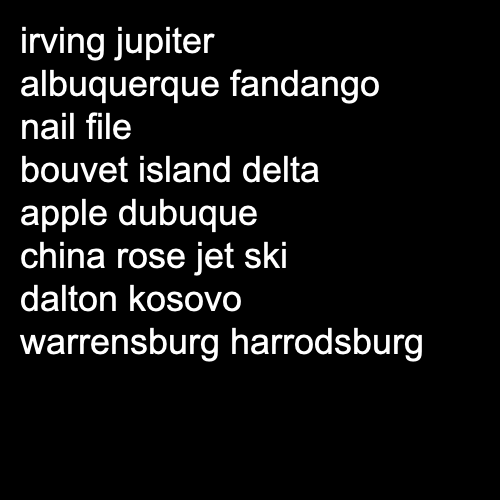 irving jupiter
albuquerque fandango
nail file
bouvet island delta
apple dubuque
china rose jet ski
dalton kosovo
warrensburg harrodsburg